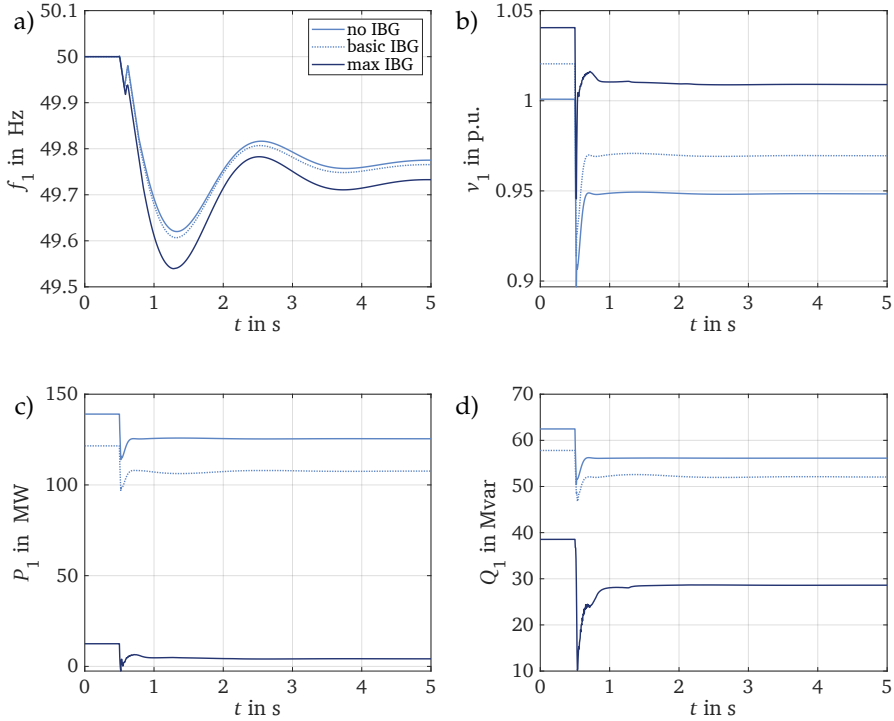 a)
50.1
50
49.9
49.8
49.7
49.6
49.5
f1 in Hz
no IBG
basic IBG
max IBG
0 1 2 3 4 5
t in s
b)
1.05
1
0.95
0.9
v1 in p.u.
0 1 2 3 4 5
t in s
c)
150
100
50
0
P1 in MW
0 1 2 3 4 5
t in s
d)
70
60
50
40
30
20
10
Q1 in Mvar
0 1 2 3 4 5
t in s